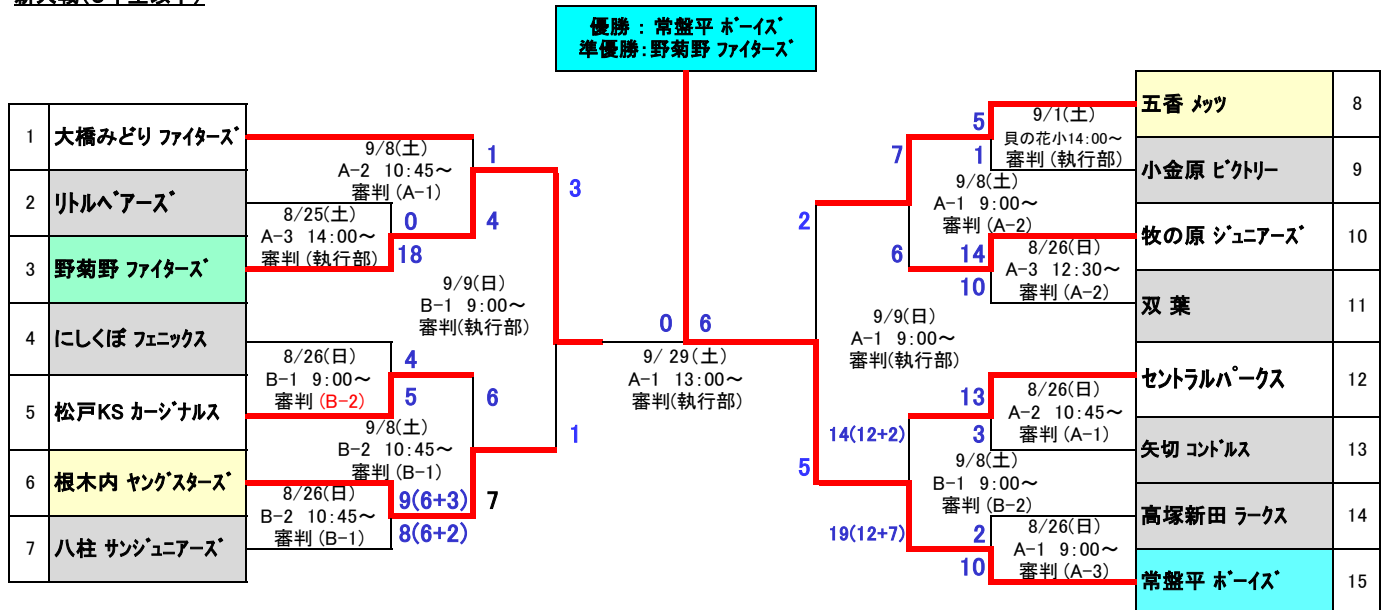 優勝 : 常盤平 ﾎﾞｰｲｽﾞ
準優勝:野菊野 ﾌｧｲﾀｰｽﾞ
1 大橋みどり ﾌｧｲﾀｰｽﾞ
2 ﾘﾄﾙﾍﾞｱｰｽﾞ
3 野菊野 ﾌｧｲﾀｰｽﾞ
4 にしくぼ ﾌｪﾆｯｸｽ
5 松戸KS ｶｰｼﾞﾅﾙｽ
6 根木内 ﾔﾝｸﾞｽﾀｰｽﾞ
7 八柱 ｻﾝｼﾞｭﾆｱｰｽﾞ
9/8(土)
A-2 10:45～
審判 (A-1)
1
4
8/25(土)
A-3 14:00～
審判 (執行部)
0
18
3
9/9(日)
B-1 9:00～
審判(執行部)
8/26(日)
B-1 9:00～
審判 (B-2)
4
5
6
7
9/8(土)
B-2 10:45～
審判 (B-1)
1
8/26(日)
B-2 10:45～
審判 (B-1)
9(6+3)
8(6+2)
0 6
9/ 29(土)
A-1 13:00～
審判(執行部)
五香 ﾒｯﾂ 8
小金原 ﾋﾞｸﾄﾘｰ 9
牧の原 ｼﾞｭﾆｱｰｽﾞ 10
双 葉 11
ｾﾝﾄﾗﾙﾊﾟｰｸｽ 12
矢切 ｺﾝﾄﾞﾙｽ 13
高塚新田 ﾗｰｸｽ 14
常盤平 ﾎﾞｰｲｽﾞ 15
5
1
9/1(土)
貝の花小14:00～
審判 (執行部)
7
6
9/8(土)
A-1 9:00～
審判 (A-2)
14
10
8/26(日)
A-3 12:30～
審判 (A-2)
2
5
9/9(日)
A-1 9:00～
審判(執行部)
13
3
8/26(日)
A-2 10:45～
審判 (A-1)
14(12+2)
19(12+7)
9/8(土)
B-1 9:00～
審判 (B-2)
2
10
8/26(日)
A-1 9:00～
審判 (A-3)